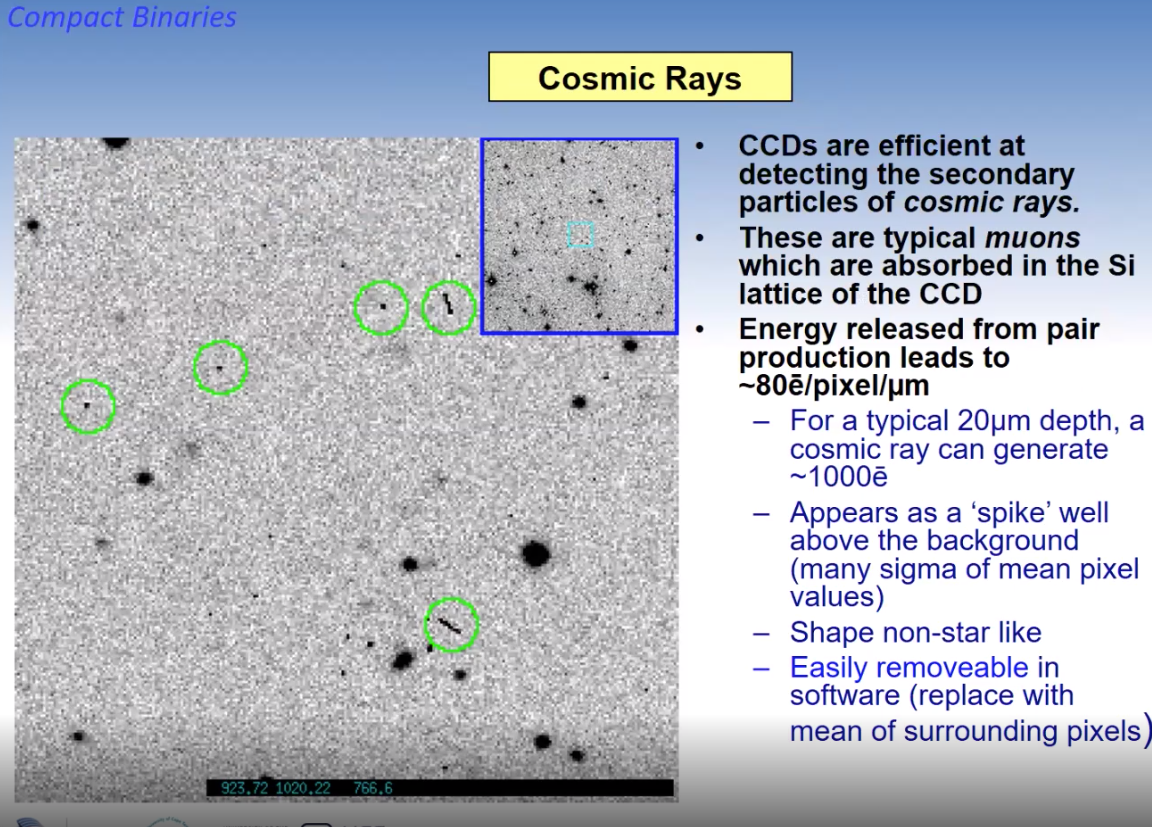 Compact Binaries
Cosmic Rays
• CCDs are efficient at
detecting the secondary
particles of cosmic rays.
• These are typical muons
which are absorbed in the Si
lattice of the CCD
• Energy released from pair
production leads to
~80ē/pixel/μm
– For a typical 20μm depth, a
cosmic ray can generate
~1000ē
– Appears as a ‘spike’ well
above the background
(many sigma of mean pixel
values)
– Shape non-star like
– Easily removeable in
software (replace with
mean of surrounding pixels)
923.72 1020.22 766.6